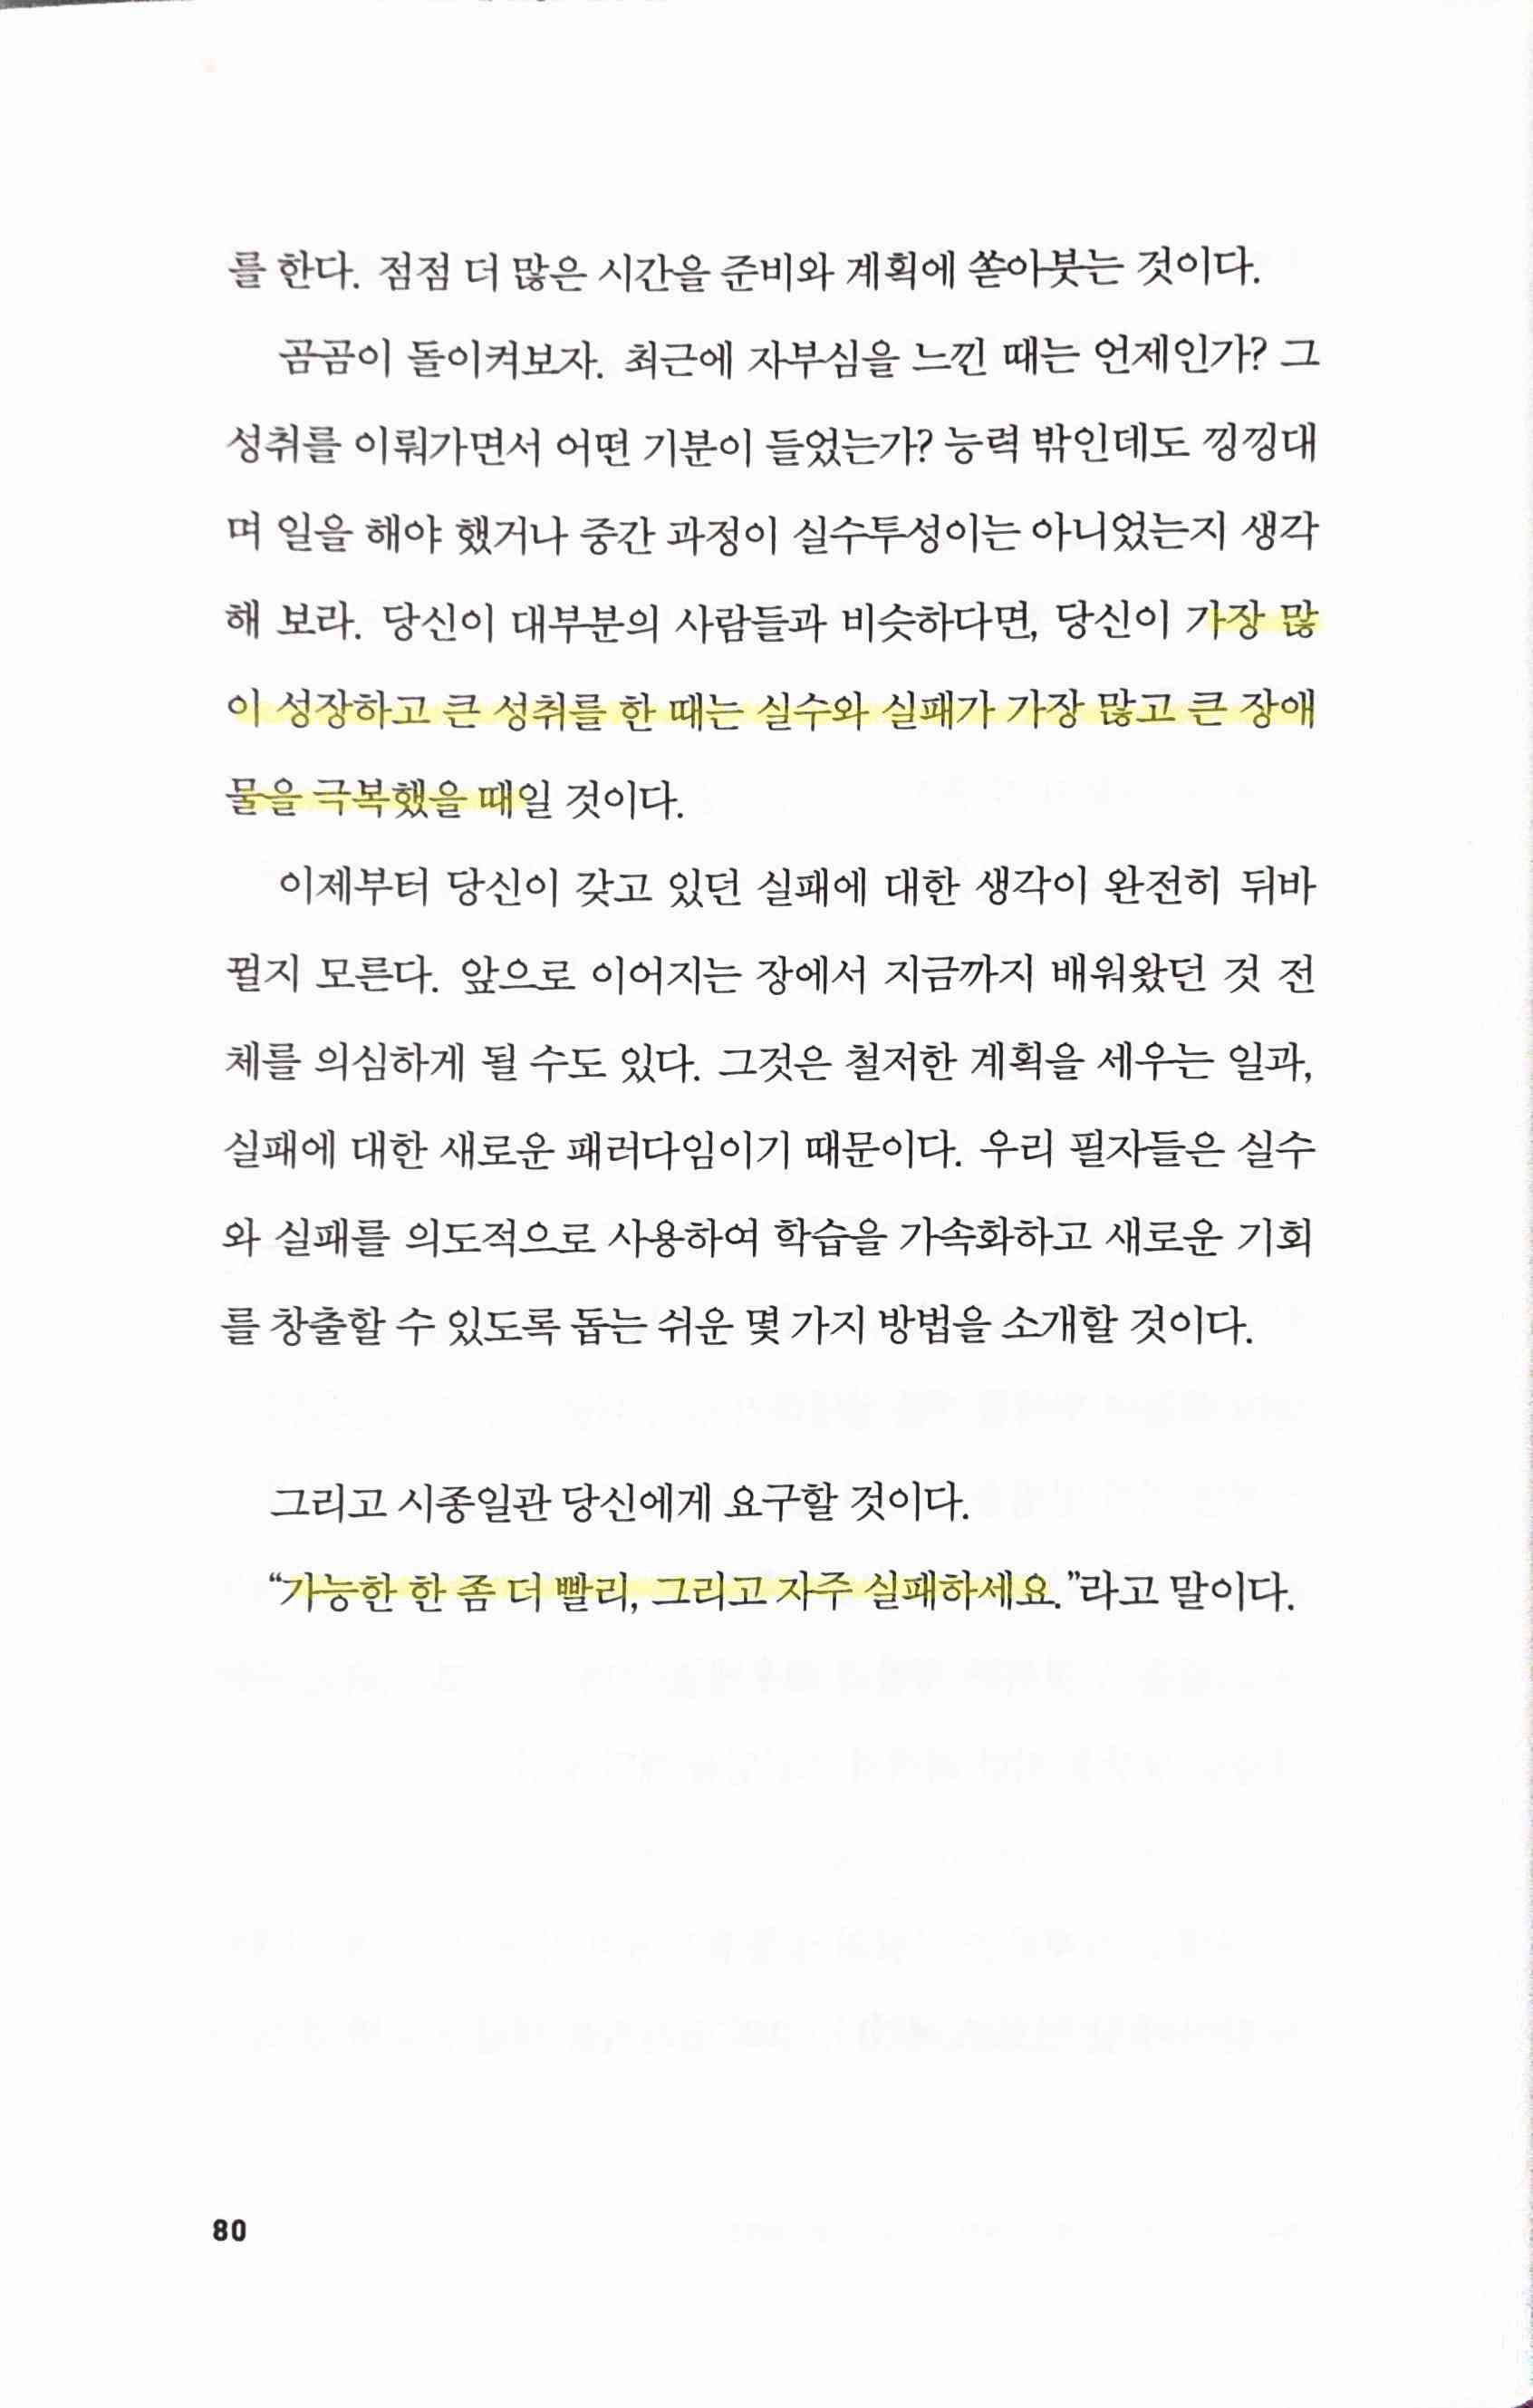 를 한다. 점점 더 많은 시간을 준비와 계획에 쏟아붓는 것이다.
곰곰이 돌이켜보자. 최근에 자부심을 느낀 때는 언제인가? 그
성취를 이뤄가면서 어떤 기분이 들었는가? 능력 밖인데도 낑낑대
며 일을 해야 했거나 중간 과정이 실수투성이는 아니었는지 생각
해 보라. 당신이 대부분의 사람들과 비슷하다면, 당신이 가장 많
이 성장하고 큰 성취를 한 때는 실수와 실패가 가장 많고 큰 장애
물을 극복했을 때일 것이다.
이제부터 당신이 갖고 있던 실패에 대한 생각이 완전히 뒤바
뀔지 모른다. 앞으로 이어지는 장에서 지금까지 배워왔던 것 전
체를 의심하게 될 수도 있다. 그것은 철저한 계획을 세우는 일과,
실패에 대한 새로운 패러다임이기 때문이다. 우리 필자들은 실수
와 실패를 의도적으로 사용하여 학습을 가속화하고 새로운 기회
를 창출할 수 있도록 돕는 쉬운 몇 가지 방법을 소개할 것이다.
그리고 시종일관 당신에게 요구할 것이다.
“가능한 한 좀 더 빨리, 그리고 자주 실패하세요.”라고 말이다.
80